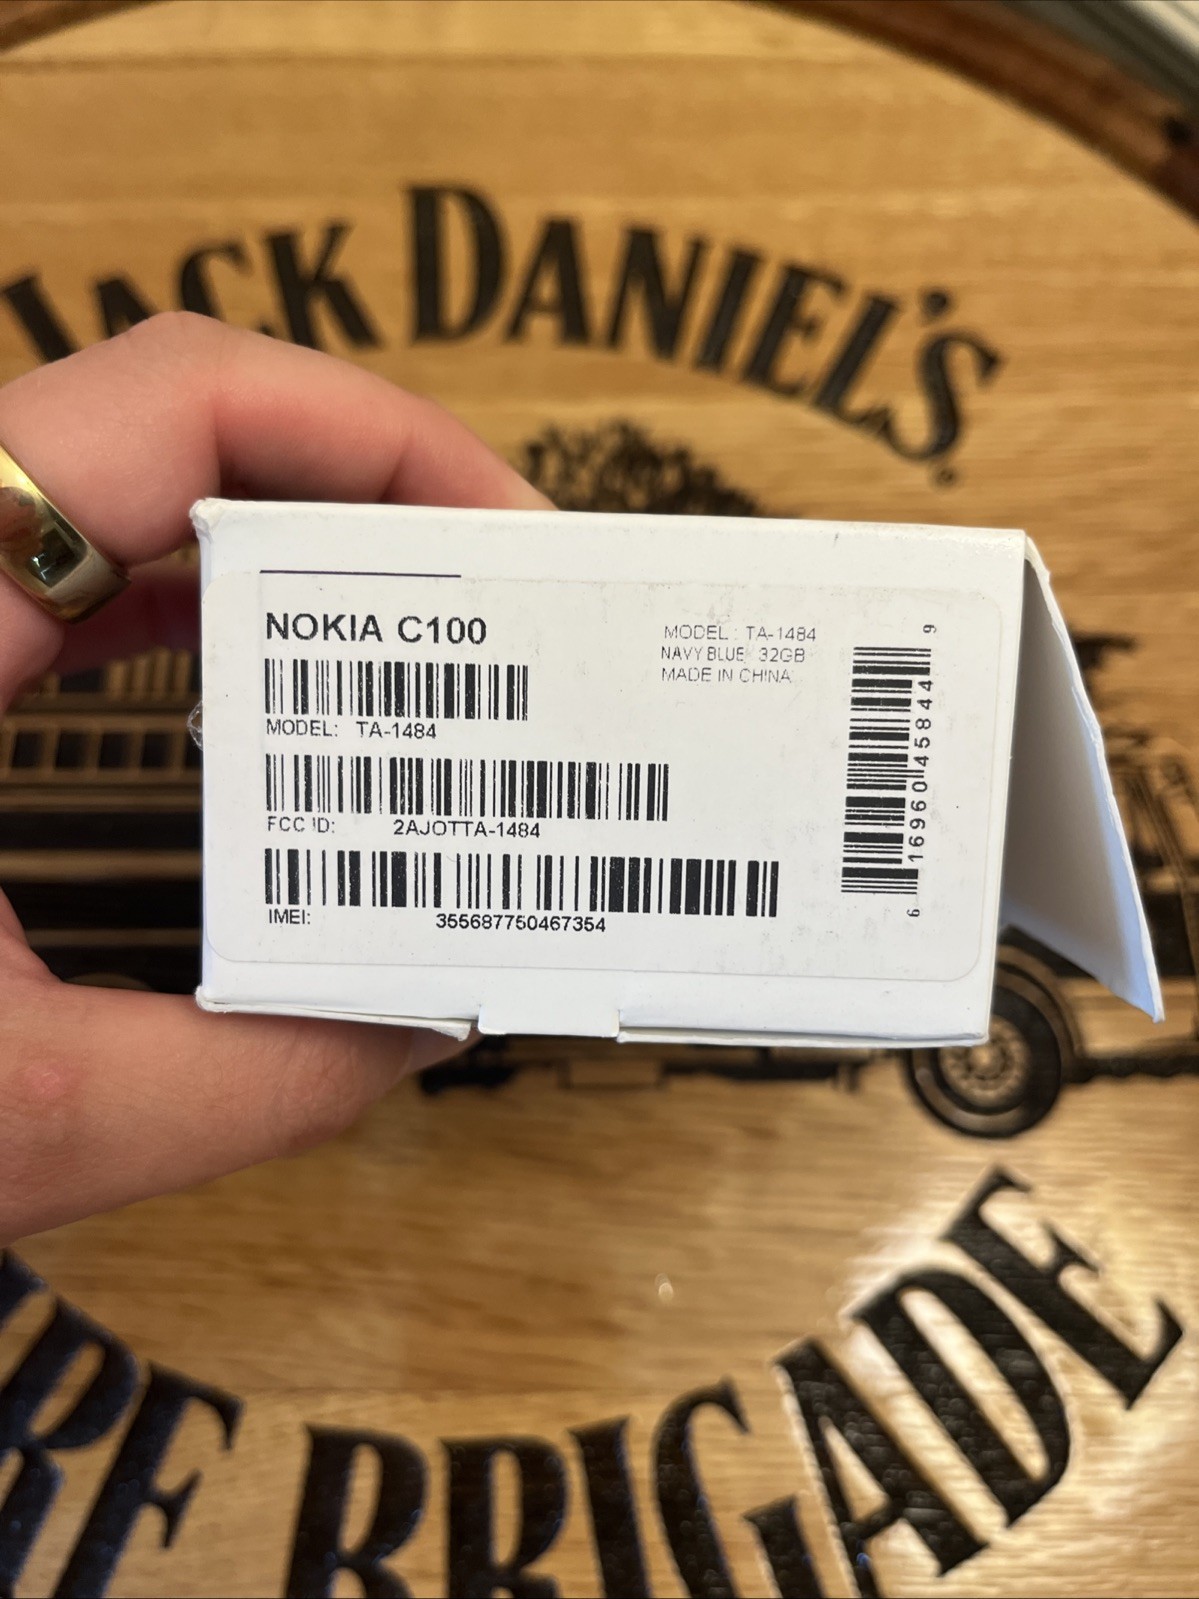 JACK DANIEL'S
NOKIA C100
MODEL: TA-1484
FCC ID: 2AJOTTA-1484
IMEI: 355687750467354
MODEL : TA-1484
NAVY BLUE 32GB
MADE IN CHINA
6 16960 45844 9
BRIGADE